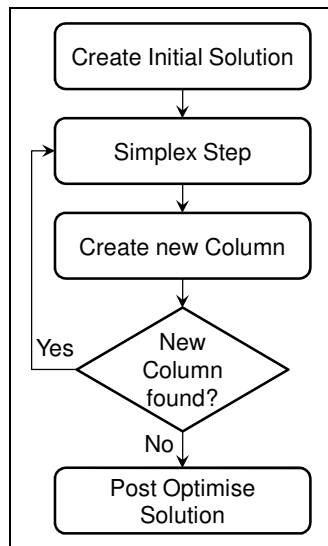 Create Initial Solution
Simplex Step
Create new Column
New
Column
found?
Yes
No
Post Optimise
Solution